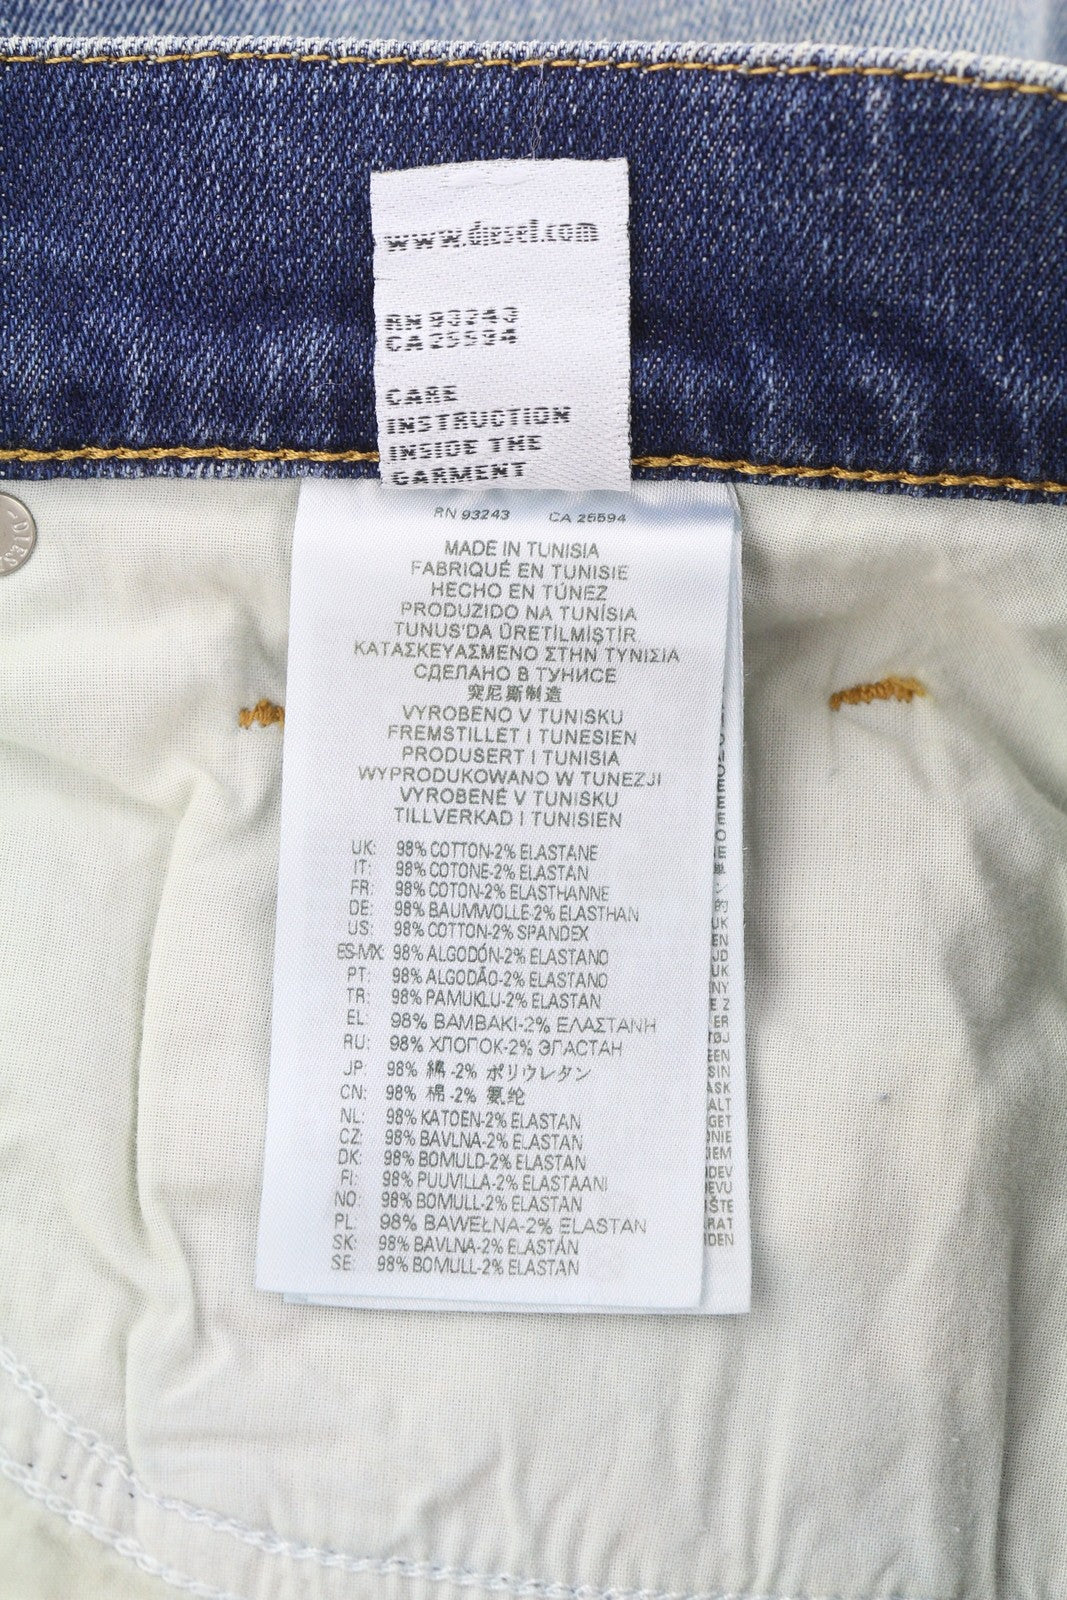 www.diesel.com
RN 93243
CA 25594
CARE
INSTRUCTION
INSIDE THE
GARMENT
RN 93243 CA 25594
MADE IN TUNISIA
FABRIQUÉ EN TUNISIE
HECHO EN TÚNEZ
PRODUZIDO NA TUNÍSIA
TUNUS'DA ÜRETİLMİŞTİR
ΚΑΤΑΣΚΕΥΑΣΜΕΝΟ ΣΤΗΝ ΤΥΝΙΣΙΑ
СДЕЛАНО В ТУНИСЕ
突尼斯制造
VYROBENO V TUNISKU
FREMSTILLET I TUNESIEN
PRODUSERT I TUNISIA
WYPRODUKOWANO W TUNEZJI
VYROBENÉ V TUNISKU
TILLVERKAD I TUNISIEN
UK: 98% COTTON-2% ELASTANE
IT: 98% COTONE-2% ELASTAN
FR: 98% COTON-2% ELASTHANNE
DE: 98% BAUMWOLLE-2% ELASTHAN
US: 98% COTTON-2% SPANDEX
ES-MX: 98% ALGODÓN-2% ELASTANO
PT: 98% ALGODÃO-2% ELASTANO
TR: 98% PAMUKLU-2% ELASTAN
EL: 98% ΒΑΜΒΑΚΙ-2% ΕΛΑΣΤΑΝΗ
RU: 98% ХЛОПОК-2% ЭЛАСТАН
JP: 98% 綿 -2% ポリウレタン
CN: 98% 棉 -2% 氨纶
NL: 98% KATOEN-2% ELASTAN
CZ: 98% BAVLNA-2% ELASTAN
DK: 98% BOMULD-2% ELASTAN
FI: 98% PUUVILLA-2% ELASTAANI
NO: 98% BOMULL-2% ELASTAN
PL: 98% BAWEŁNA-2% ELASTAN
SK: 98% BAVLNA-2% ELASTÁN
SE: 98% BOMULL-2% ELASTAN